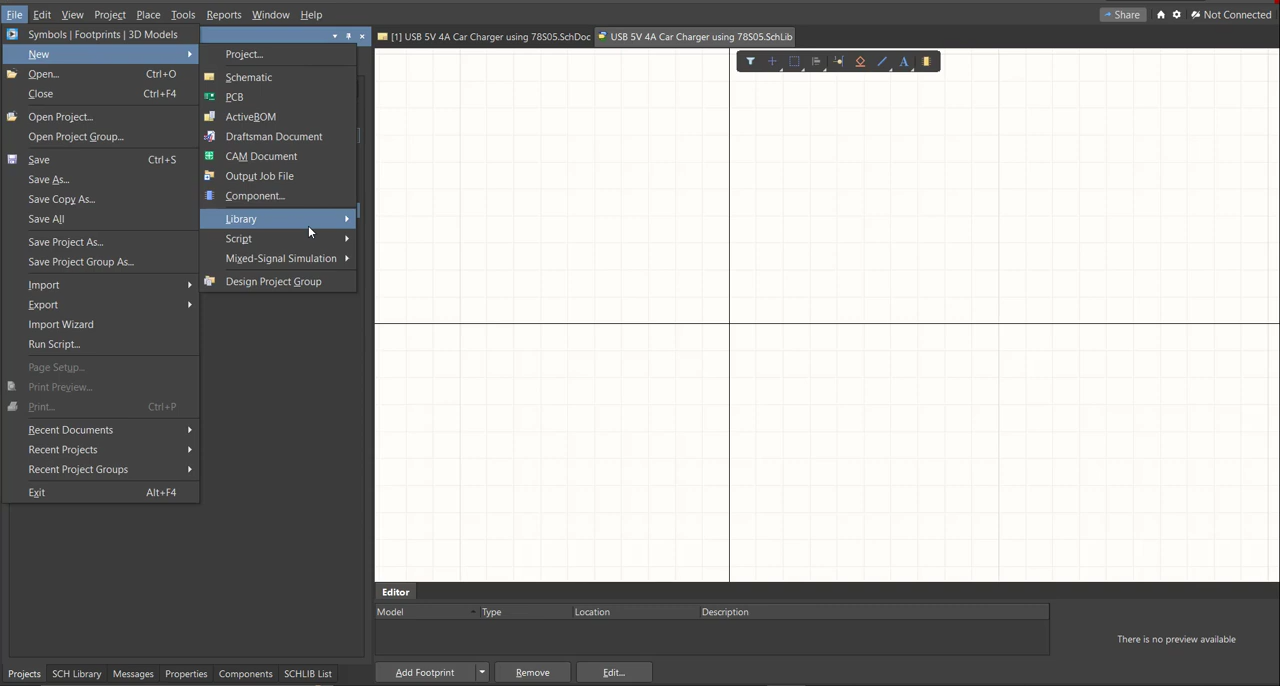 File Edit View Project Place Tools Reports Window Help Share Not Connected
[1] USB 5V 4A Car Charger using 78S05.SchDoc USB 5V 4A Car Charger using 78S05.SchLib
Symbols | Footprints | 3D Models
New
Open... Ctrl+O
Close Ctrl+F4
Open Project...
Open Project Group...
Save Ctrl+S
Save As...
Save Copy As...
Save All
Save Project As...
Save Project Group As...
Import
Export
Import Wizard
Run Script...
Page Setup...
Print Preview...
Print... Ctrl+P
Recent Documents
Recent Projects
Recent Project Groups
Exit Alt+F4
Project...
Schematic
PCB
ActiveBOM
Draftsman Document
CAM Document
Output Job File
Component...
Library
Script
Mixed-Signal Simulation
Design Project Group
A
Editor
Model Type Location Description
There is no preview available
Add Footprint Remove Edit...
Projects SCH Library Messages Properties Components SCHLIB List